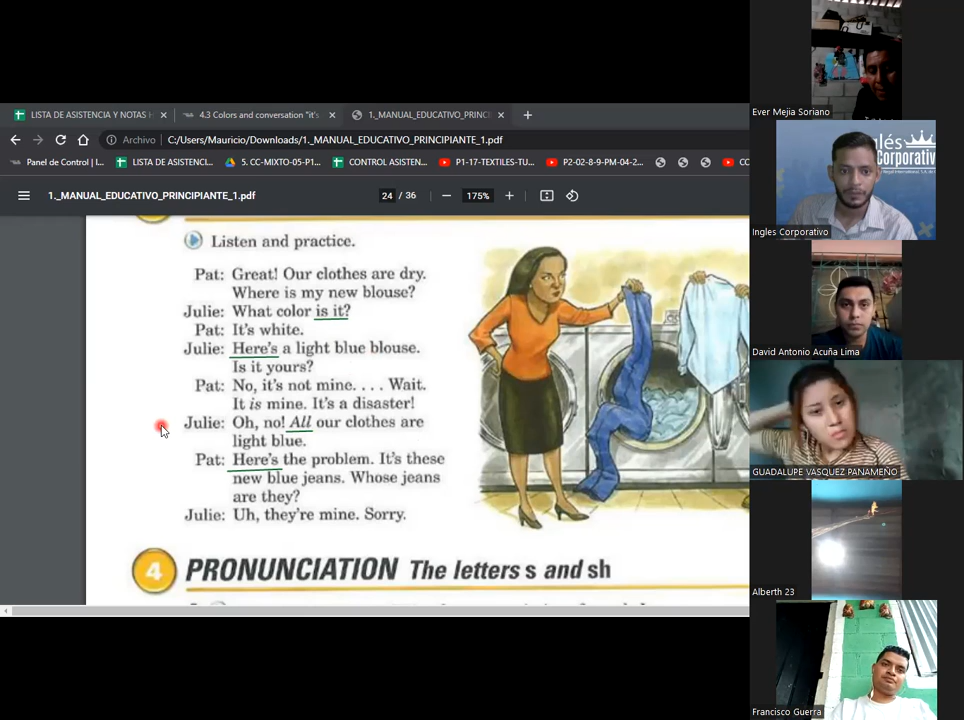 LISTA DE ASISTENCIA Y NOTAS
4.3 Colors and conversation "it's
1._MANUAL_EDUCATIVO_PRINCIPIA
Archivo
C:/Users/Mauricio/Downloads/1._MANUAL_EDUCATIVO_PRINCIPIANTE_1.pdf
Panel de Control | I...
LISTA DE ASISTENCI...
5. CC-MIXTO-05-P1...
CONTROL ASISTEN...
P1-17-TEXTILES-TU...
P2-02-8-9-PM-04-2...
CC
1._MANUAL_EDUCATIVO_PRINCIPIANTE_1.pdf
24 / 36
175%
Listen and practice.
Pat: Great! Our clothes are dry.
Where is my new blouse?
Julie: What color is it?
Pat: It's white.
Julie: Here's a light blue blouse.
Is it yours?
Pat: No, it's not mine. . . . Wait.
It is mine. It's a disaster!
Julie: Oh, no! All our clothes are
light blue.
Pat: Here's the problem. It's these
new blue jeans. Whose jeans
are they?
Julie: Uh, they're mine. Sorry.
4 PRONUNCIATION The letters s and sh
Ever Mejia Soriano
glés
corporativo
Ingles Corporativo
David Antonio Acuña Lima
GUADALUPE VASQUEZ PANAMEÑO
Alberth 23
Francisco Guerra